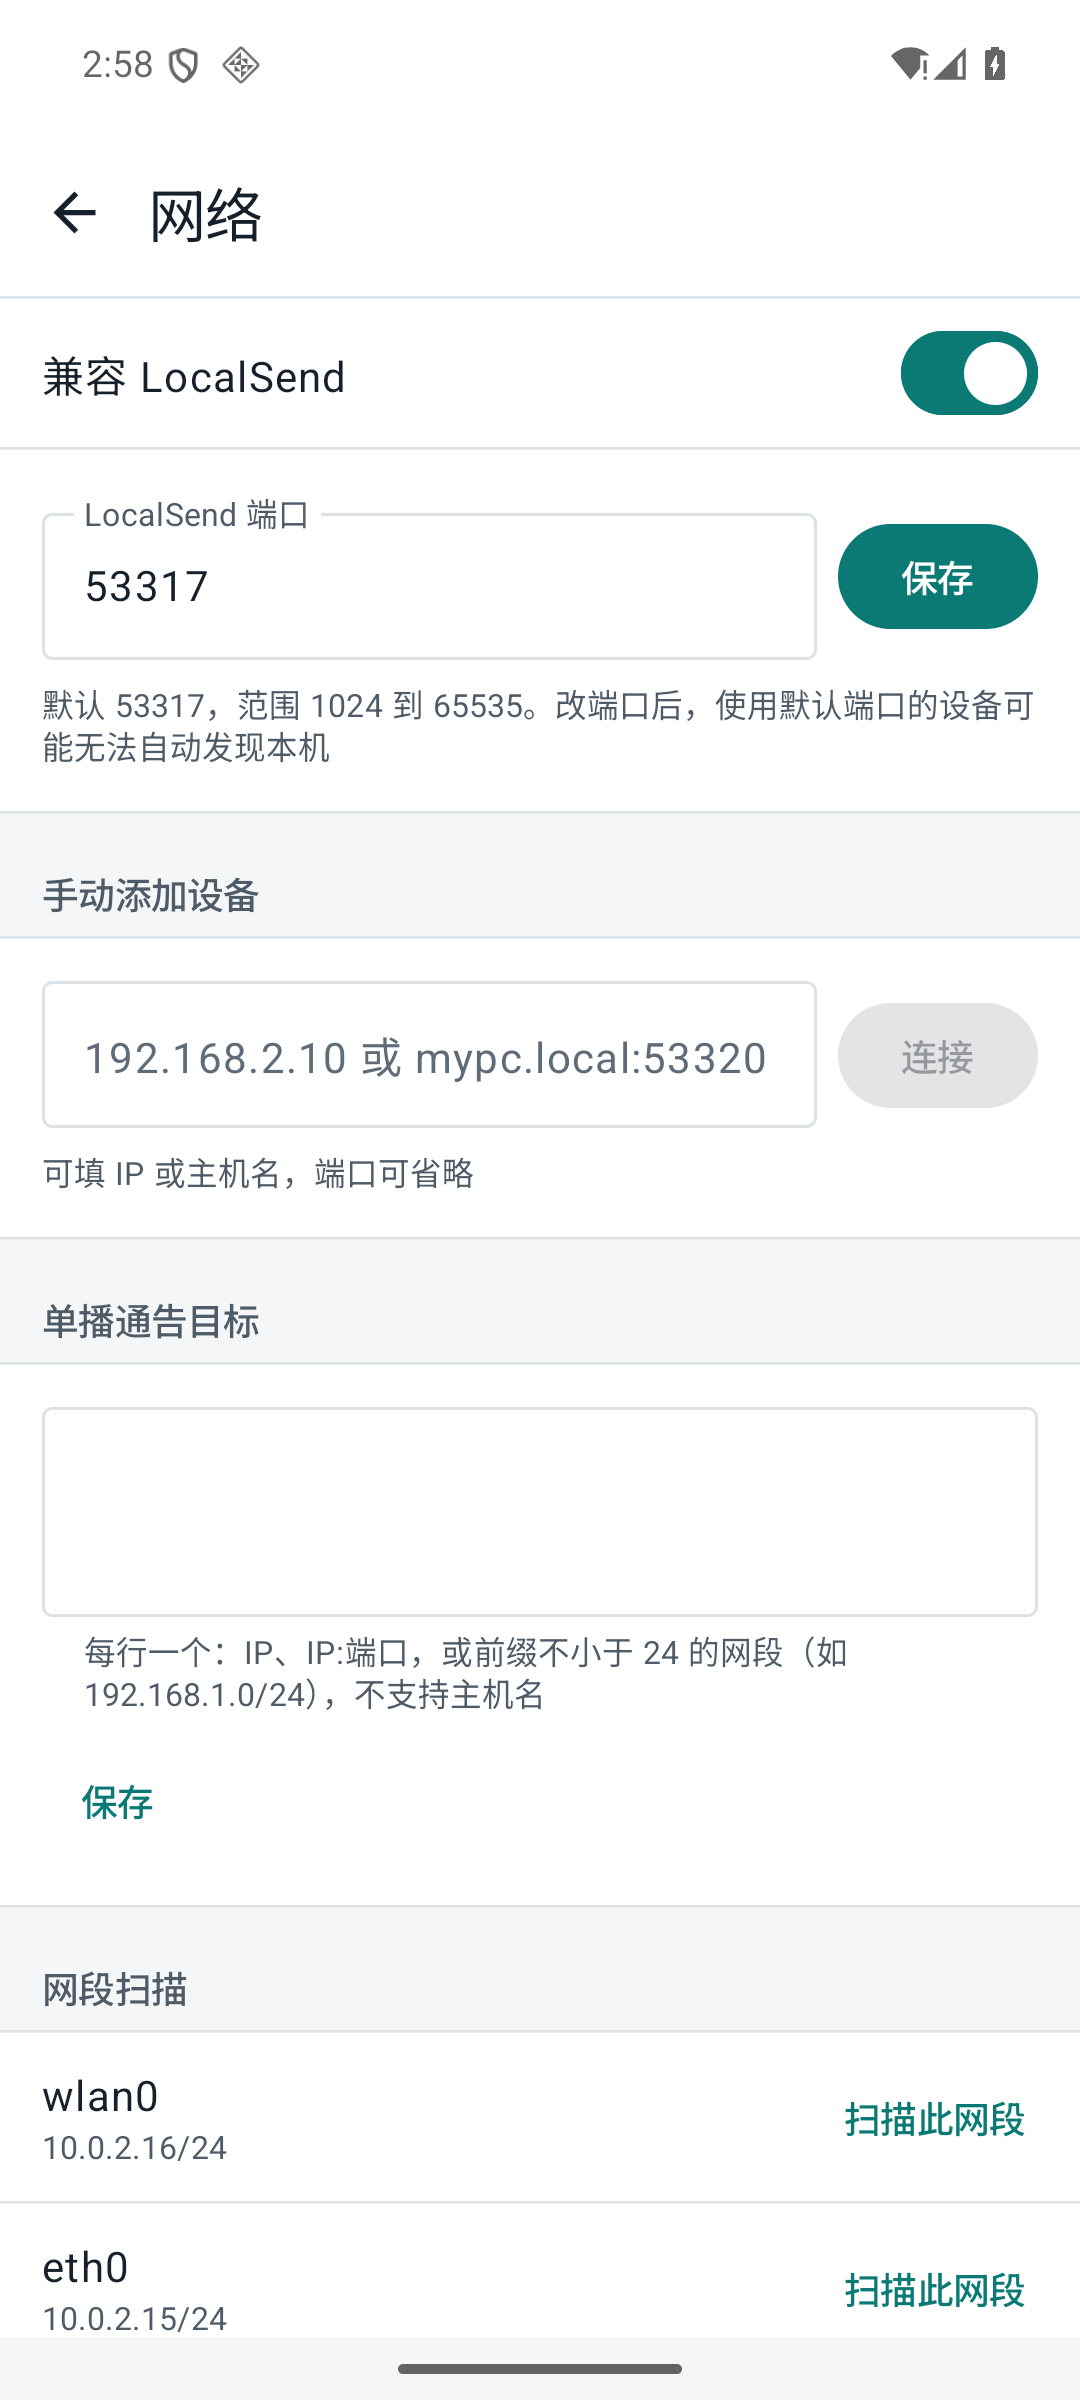 2:58
网络
兼容 LocalSend
LocalSend 端口
53317
保存
默认 53317，范围 1024 到 65535。改端口后，使用默认端口的设备可
能无法自动发现本机
手动添加设备
192.168.2.10 或 mypc.local:53320
连接
可填 IP 或主机名，端口可省略
单播通告目标
每行一个：IP、IP:端口，或前缀不小于 24 的网段（如
192.168.1.0/24），不支持主机名
保存
网段扫描
wlan0
扫描此网段
10.0.2.16/24
eth0
扫描此网段
10.0.2.15/24